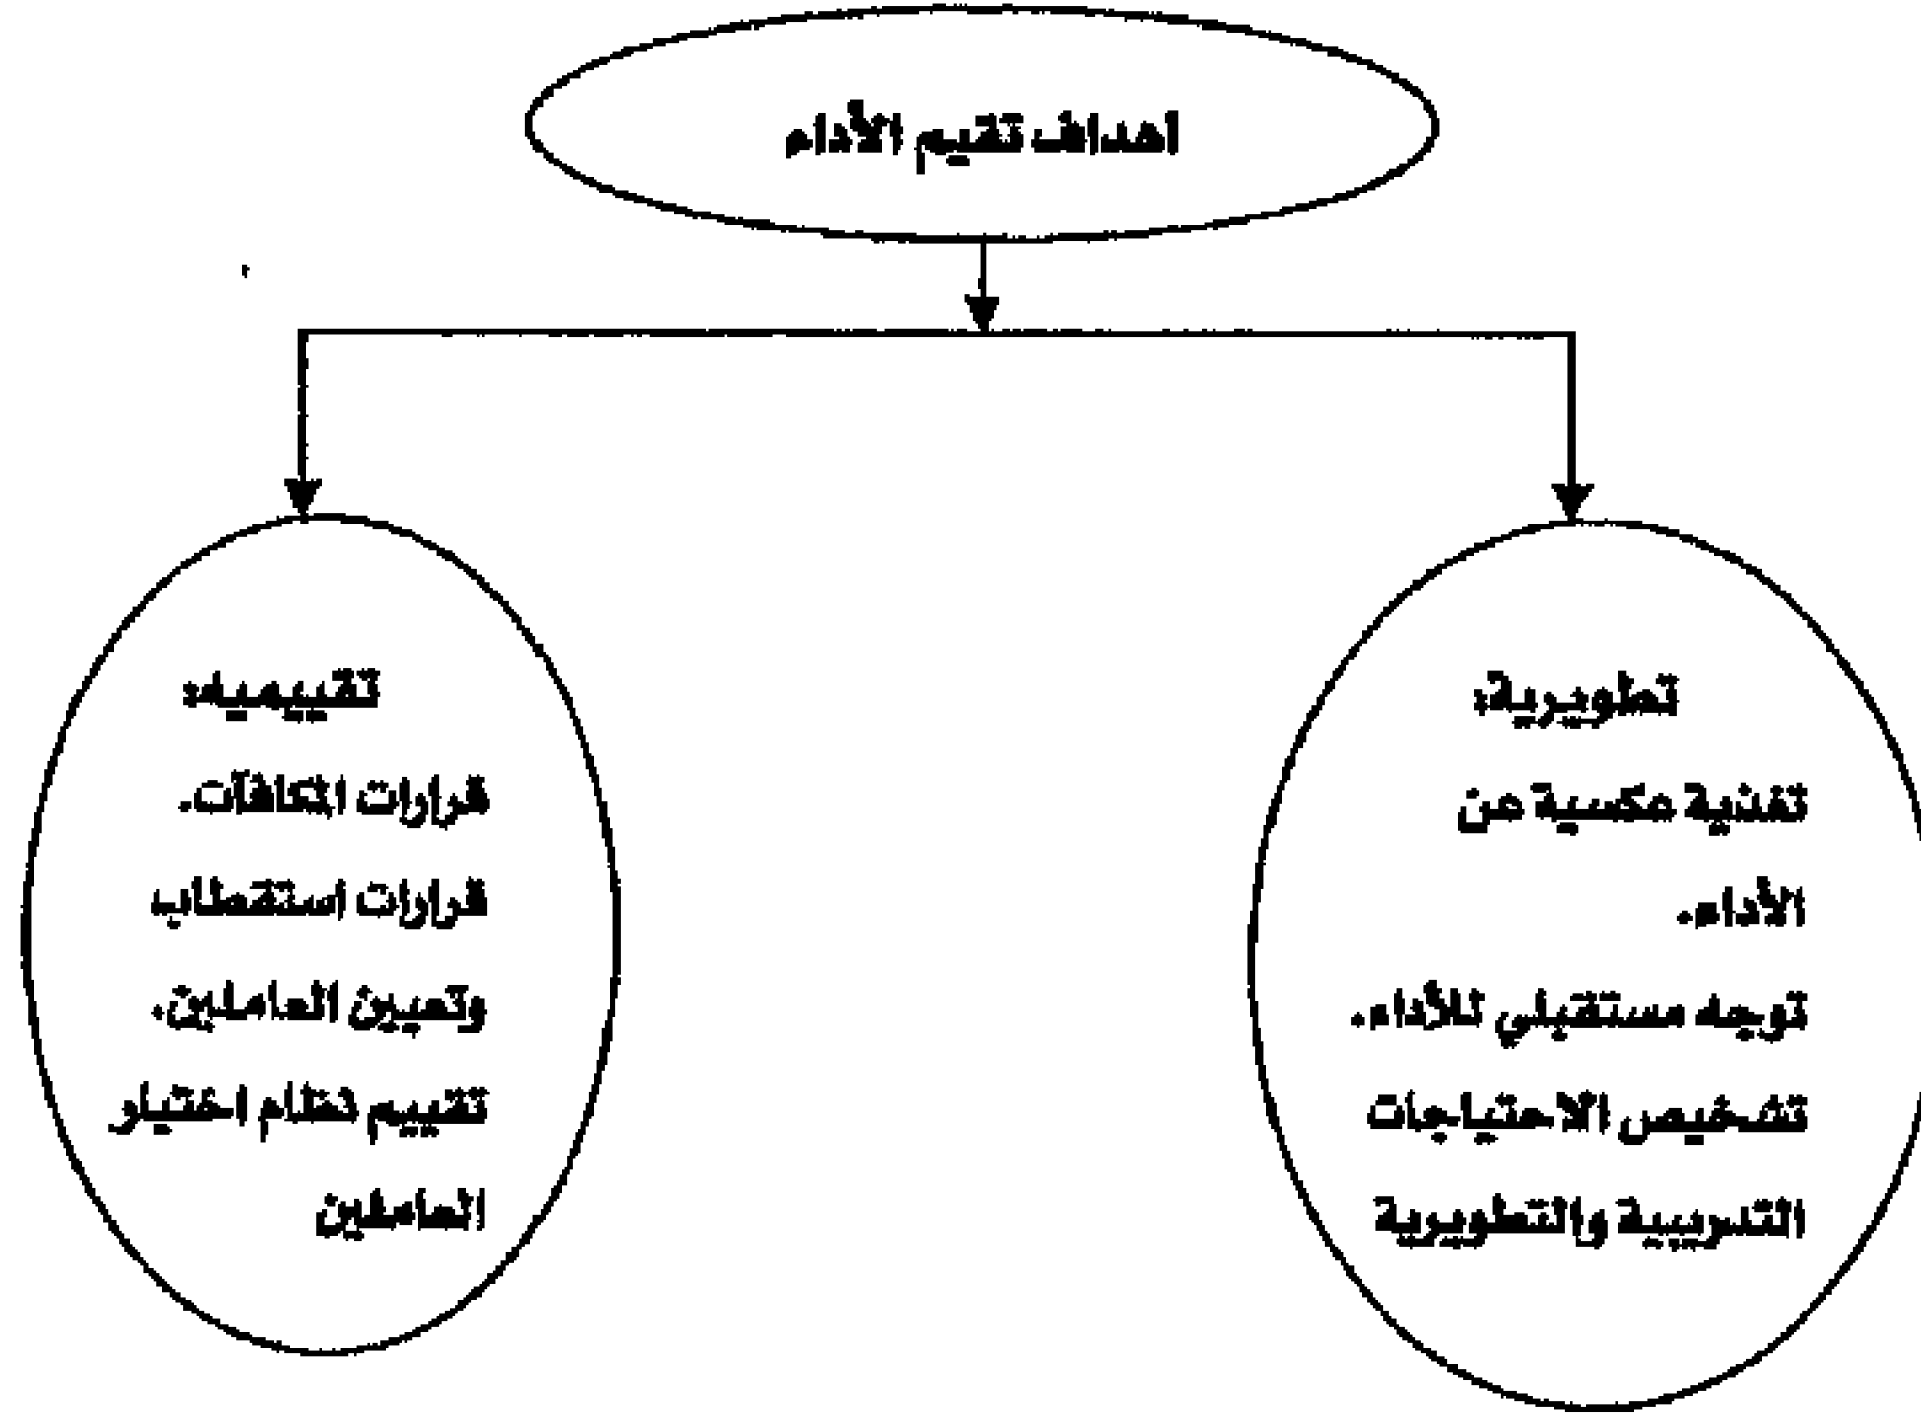 اهداف تقيم الأداء
تطويرية:
تغذية عكسية عن
الأداء.
توجه مستقبلي للأداء.
تشخيص الاحتياجات
التدريبية والتطويرية
تقييميه:
قرارات المكافآت.
قرارات استقطاب
وتعيين العاملين.
تقييم نظام اختيار
العاملين